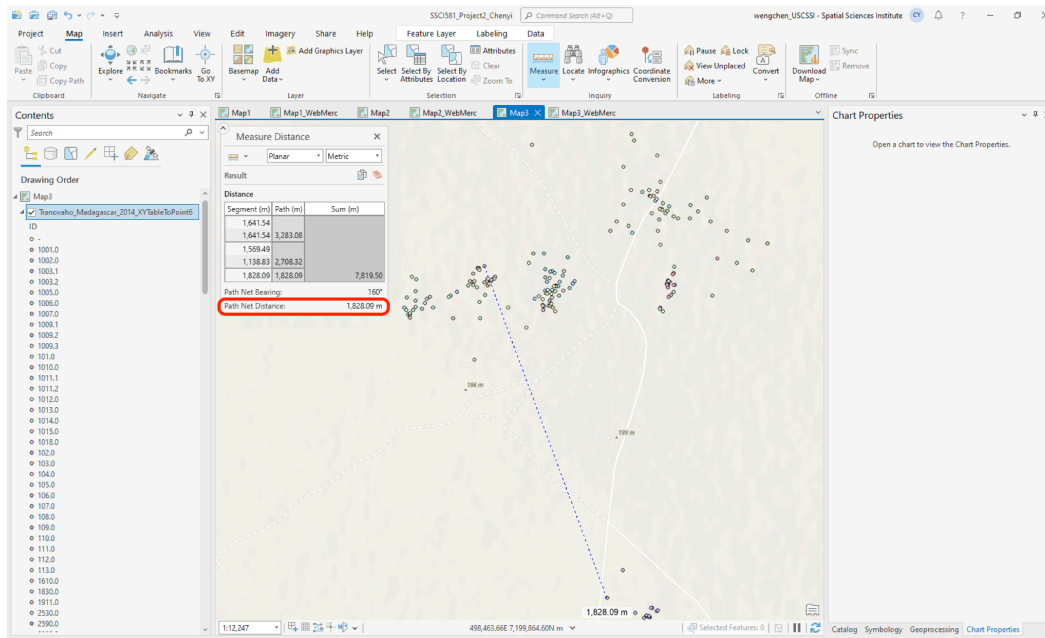 SSCI581_Project2_Chenyi
Command Search (Alt+Q)
wengchen_USCSSI - Spatial Sciences Institute
CY
?
Project
Map
Insert
Analysis
View
Edit
Imagery
Share
Help
Feature Layer
Labeling
Data
Paste
Cut
Copy
Copy Path
Clipboard
Explore
Bookmarks
Go
To XY
Navigate
Basemap
Add
Data
Add Graphics Layer
Layer
Select
Select By
Attributes
Select By
Location
Attributes
Clear
Zoom To
Selection
Measure
Locate
Infographics
Coordinate
Conversion
Inquiry
Pause
Lock
View Unplaced
More
Convert
Labeling
Download
Map
Sync
Remove
Offline
Contents
Search
Drawing Order
Map3
Tranovaho_Madagascar_2014_XYTableToPoint6
ID
-
1001.0
1002.0
1003.1
1003.2
1005.0
1006.0
1007.0
1009.1
1009.2
1009.3
101.0
1010.0
1011.1
1011.2
1012.0
1013.0
1014.0
1015.0
1018.0
102.0
103.0
104.0
105.0
106.0
107.0
108.0
109.0
110.0
111.0
112.0
113.0
1610.0
1830.0
1911.0
2530.0
2590.0
Map1
Map1_WebMerc
Map2
Map2_WebMerc
Map3
Map3_WebMerc
Measure Distance
Planar
Metric
Result
Distance
Segment (m) Path (m) Sum (m)
1,641.54
1,641.54 3,283.08
1,569.49
1,138.83 2,708.32
1,828.09 1,828.09 7,819.50
Path Net Bearing: 160°
Path Net Distance: 1,828.09 m
186 m
199 m
1,828.09 m
1:12,247
498,463.66E 7,199,864.60N m
Selected Features: 0
Chart Properties
Open a chart to view the Chart Properties.
Catalog
Symbology
Geoprocessing
Chart Properties